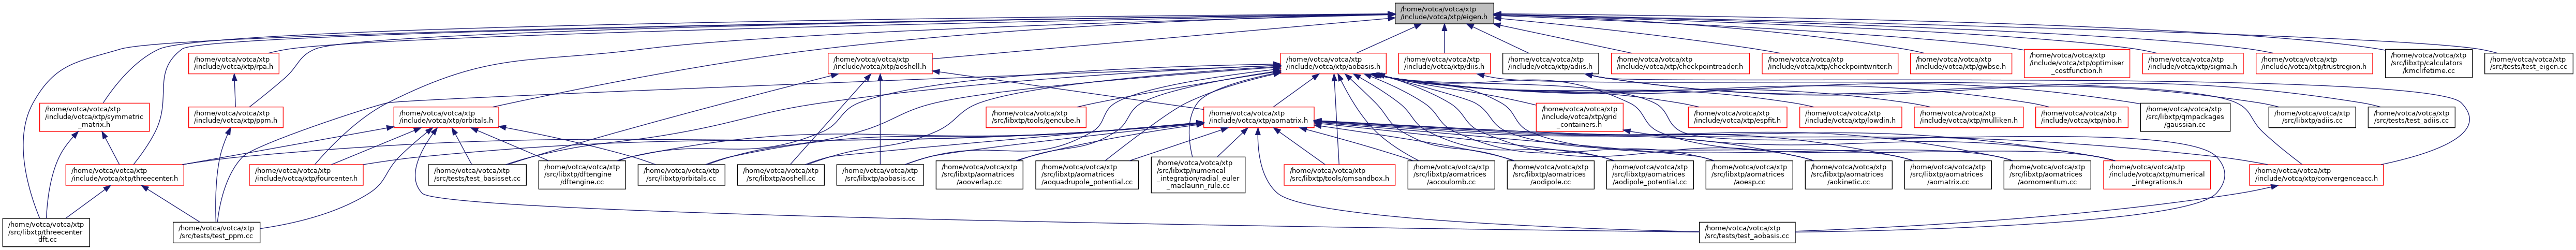 /home/votca/votca/xtp
/include/votca/xtp/eigen.h
/home/votca/votca/xtp
/include/votca/xtp/rpa.h
/home/votca/votca/xtp
/include/votca/xtp/aoshell.h
/home/votca/votca/xtp
/include/votca/xtp/aobasis.h
/home/votca/votca/xtp
/include/votca/xtp/diis.h
/home/votca/votca/xtp
/include/votca/xtp/adiis.h
/home/votca/votca/xtp
/include/votca/xtp/checkpointreader.h
/home/votca/votca/xtp
/include/votca/xtp/checkpointwriter.h
/home/votca/votca/xtp
/include/votca/xtp/gwbse.h
/home/votca/votca/xtp
/include/votca/xtp/optimiser
_costfunction.h
/home/votca/votca/xtp
/include/votca/xtp/sigma.h
/home/votca/votca/xtp
/include/votca/xtp/trustregion.h
/home/votca/votca/xtp
/src/libxtp/calculators
/kmclifetime.cc
/home/votca/votca/xtp
/src/tests/test_eigen.cc
/home/votca/votca/xtp
/include/votca/xtp/symmetric
_matrix.h
/home/votca/votca/xtp
/include/votca/xtp/ppm.h
/home/votca/votca/xtp
/include/votca/xtp/orbitals.h
/home/votca/votca/xtp
/src/libxtp/tools/gencube.h
/home/votca/votca/xtp
/include/votca/xtp/aomatrix.h
/home/votca/votca/xtp
/include/votca/xtp/grid
_containers.h
/home/votca/votca/xtp
/include/votca/xtp/espfit.h
/home/votca/votca/xtp
/include/votca/xtp/lowdin.h
/home/votca/votca/xtp
/include/votca/xtp/mulliken.h
/home/votca/votca/xtp
/include/votca/xtp/nbo.h
/home/votca/votca/xtp
/src/libxtp/qmpackages
/gaussian.cc
/home/votca/votca/xtp
/src/libxtp/adiis.cc
/home/votca/votca/xtp
/src/tests/test_adiis.cc
/home/votca/votca/xtp
/include/votca/xtp/threecenter.h
/home/votca/votca/xtp
/include/votca/xtp/fourcenter.h
/home/votca/votca/xtp
/src/tests/test_basisset.cc
/home/votca/votca/xtp
/src/libxtp/dftengine
/dftengine.cc
/home/votca/votca/xtp
/src/libxtp/orbitals.cc
/home/votca/votca/xtp
/src/libxtp/aoshell.cc
/home/votca/votca/xtp
/src/libxtp/aobasis.cc
/home/votca/votca/xtp
/src/libxtp/aomatrices
/aooverlap.cc
/home/votca/votca/xtp
/src/libxtp/aomatrices
/aoquadrupole_potential.cc
/home/votca/votca/xtp
/src/libxtp/numerical
_integration/radial_euler
_maclaurin_rule.cc
/home/votca/votca/xtp
/src/libxtp/tools/qmsandbox.h
/home/votca/votca/xtp
/src/libxtp/aomatrices
/aocoulomb.cc
/home/votca/votca/xtp
/src/libxtp/aomatrices
/aodipole.cc
/home/votca/votca/xtp
/src/libxtp/aomatrices
/aodipole_potential.cc
/home/votca/votca/xtp
/src/libxtp/aomatrices
/aoesp.cc
/home/votca/votca/xtp
/src/libxtp/aomatrices
/aokinetic.cc
/home/votca/votca/xtp
/src/libxtp/aomatrices
/aomatrix.cc
/home/votca/votca/xtp
/src/libxtp/aomatrices
/aomomentum.cc
/home/votca/votca/xtp
/include/votca/xtp/numerical
_integrations.h
/home/votca/votca/xtp
/include/votca/xtp/convergenceacc.h
/home/votca/votca/xtp
/src/libxtp/threecenter
_dft.cc
/home/votca/votca/xtp
/src/tests/test_ppm.cc
/home/votca/votca/xtp
/src/tests/test_aobasis.cc